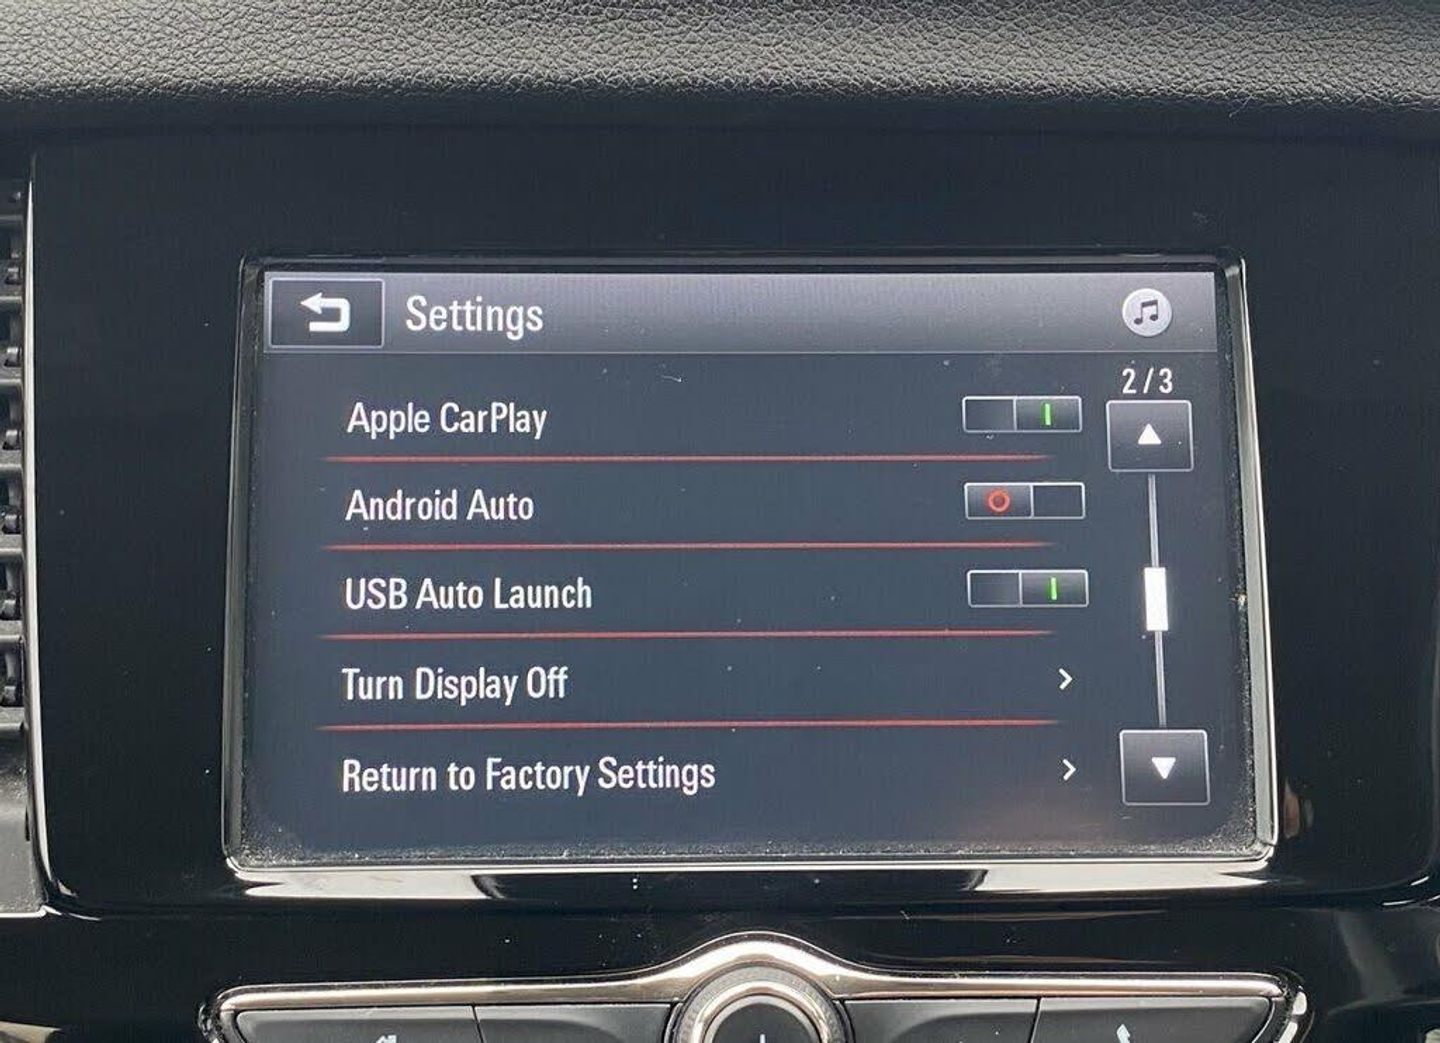 Settings
2/3
Apple CarPlay
Android Auto
USB Auto Launch
Turn Display Off
Return to Factory Settings